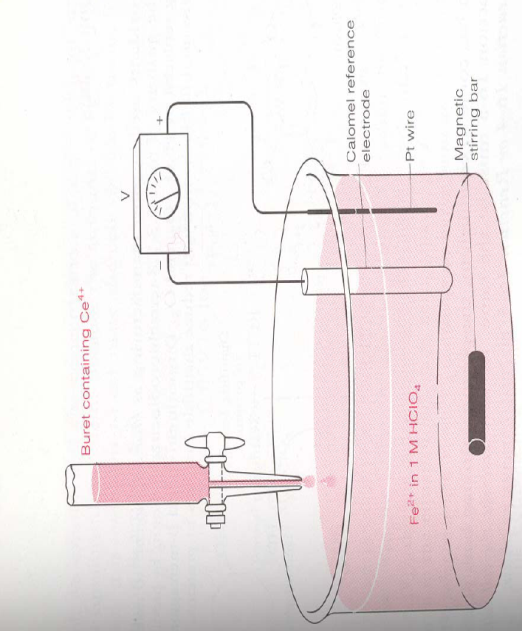 Buret containing Ce⁴⁺
V
−
+
Calomel reference
electrode
Pt wire
Magnetic
stirring bar
Fe²⁺ in 1 M HClO₄